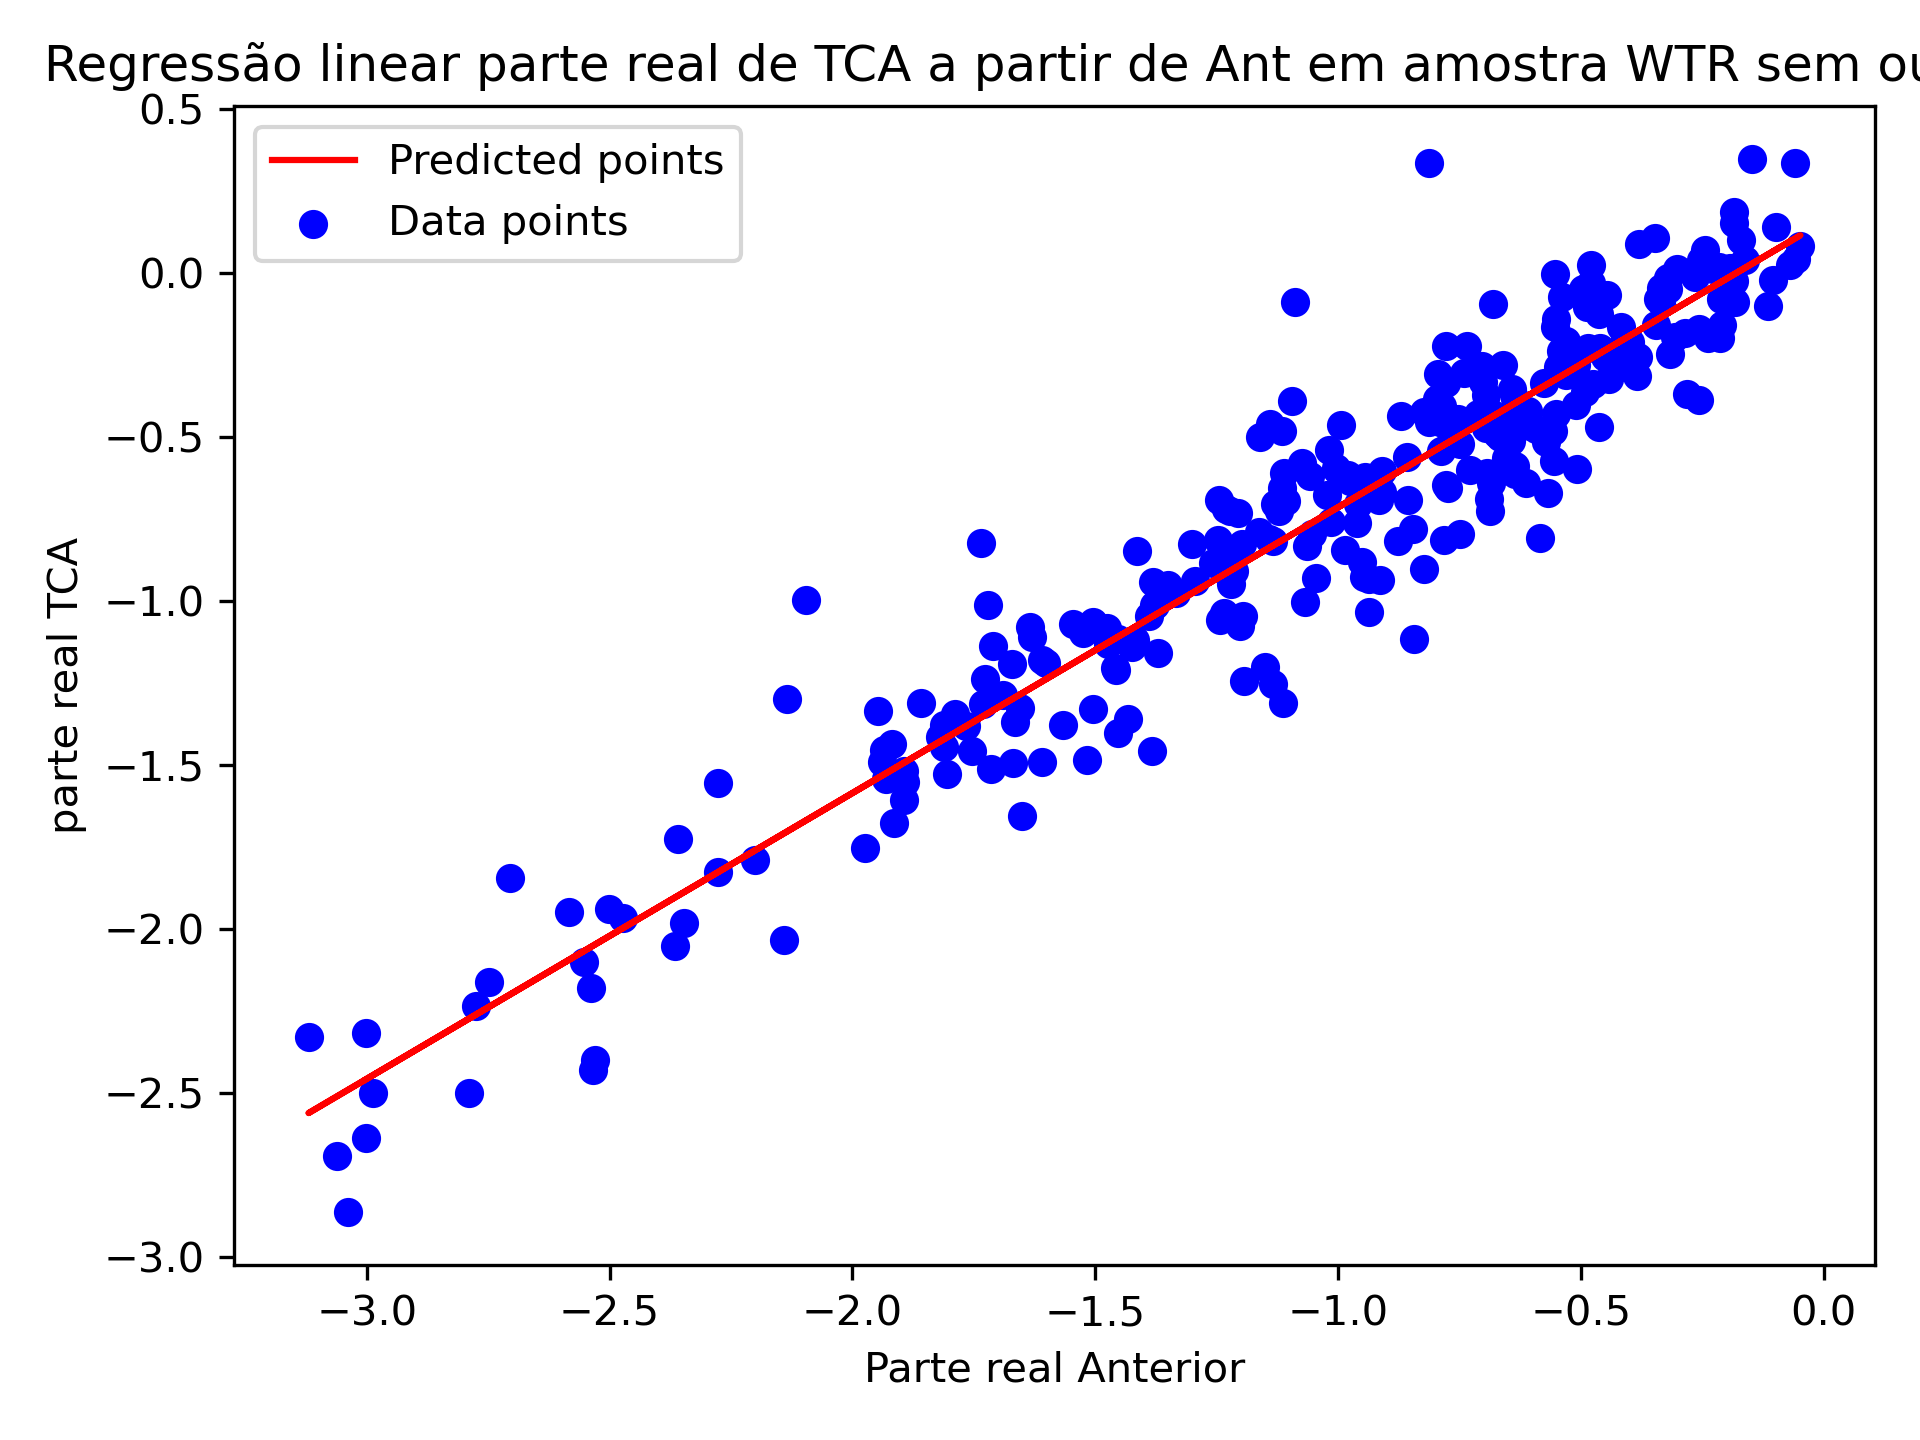 Regressão linear parte real de TCA a partir de Ant em amostra WTR sem
Predicted points
Data points
0.5
0.0
−0.5
−1.0
−1.5
−2.0
−2.5
−3.0
parte real TCA
−3.0 −2.5 −2.0 −1.5 −1.0 −0.5 0.0
Parte real Anterior